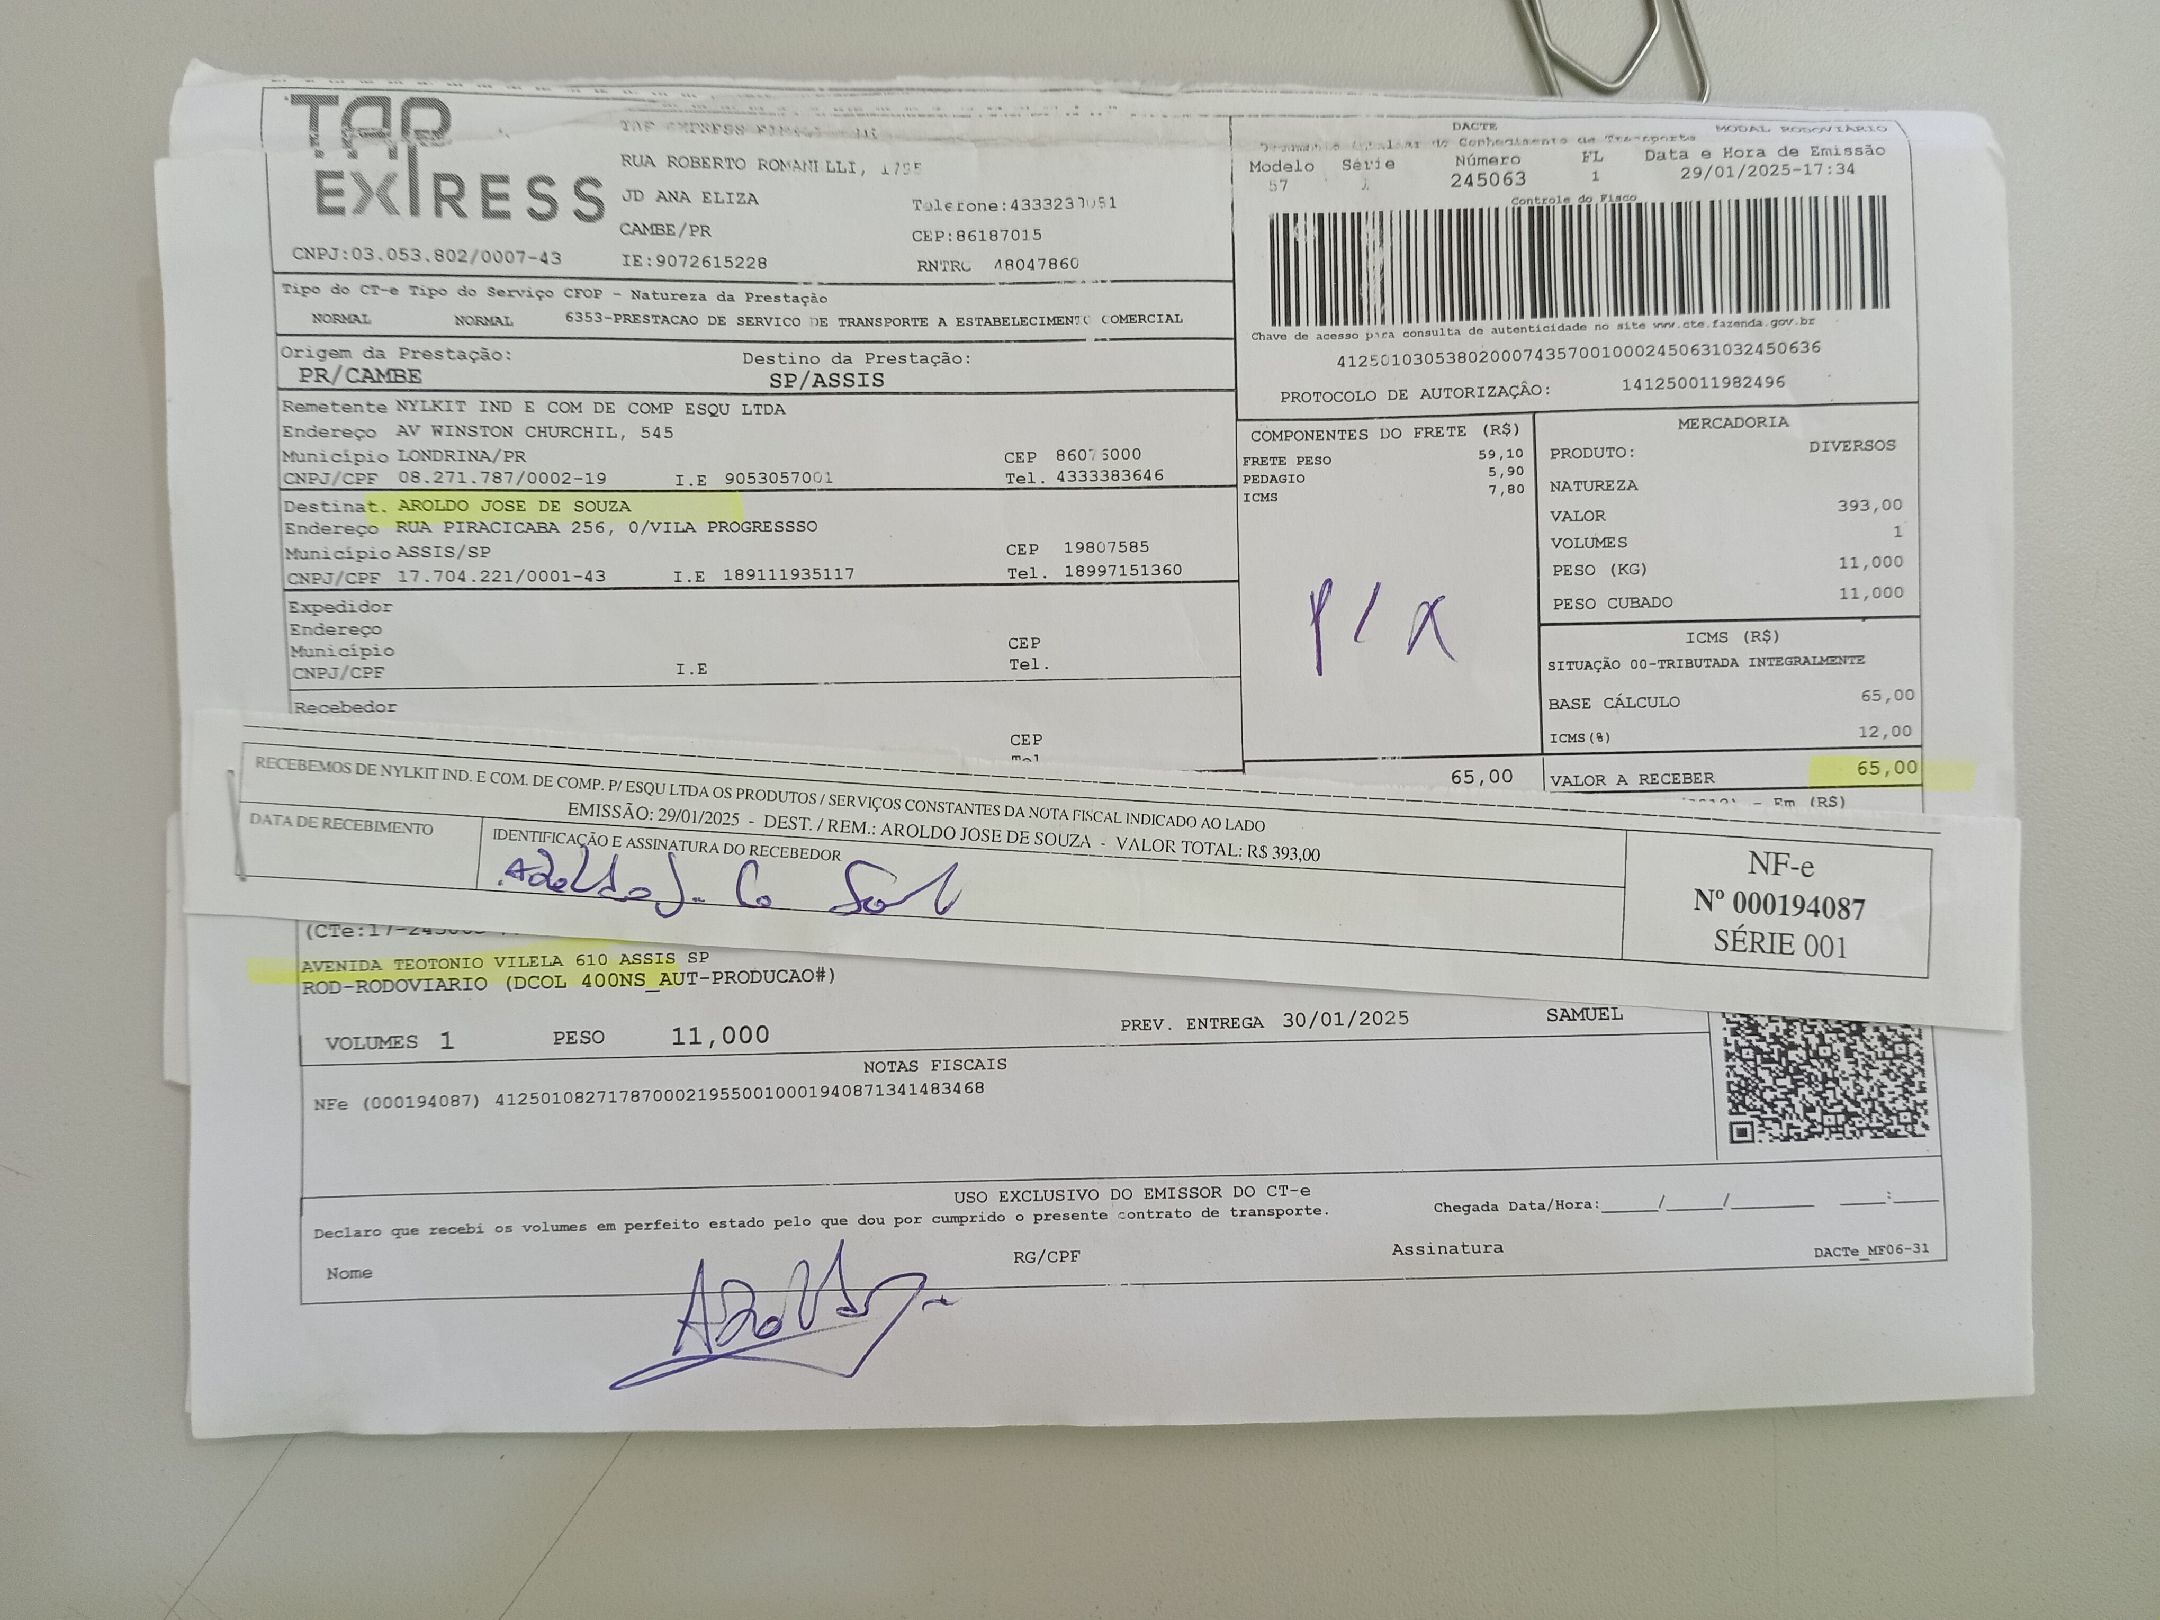 TAP
EXPRESS
TAP EXPRESS
RUA ROBERTO ROMANILLI, 1795
JD ANA ELIZA
CAMBE/PR CEP:86187015
CNPJ:03.053.802/0007-43 IE:9072615228 RNTRC 48047860
DACTE MODAL RODOVIÁRIO
Conhecimento de Transporte
Modelo Série Número FL Data e Hora de Emissão
57 245063 1 29/01/2025-17:34
Controle do Fisco
Chave de acesso para consulta de autenticidade no site www.cte.fazenda.gov.br
41250103053802000743570010002450631032450636
PROTOCOLO DE AUTORIZAÇÃO: 141250011982496
Tipo do CT-e Tipo do Serviço CFOP - Natureza da Prestação
NORMAL NORMAL 6353-PRESTACAO DE SERVICO DE TRANSPORTE A ESTABELECIMENTO COMERCIAL
Origem da Prestação: Destino da Prestação:
PR/CAMBE SP/ASSIS
Remetente NYLKIT IND E COM DE COMP ESQU LTDA
Endereço AV WINSTON CHURCHIL, 545
Município LONDRINA/PR CEP 86076000
CNPJ/CPF 08.271.787/0002-19 I.E 9053057001 Tel. 4333383646
Destinat. AROLDO JOSE DE SOUZA
Endereço RUA PIRACICABA 256, 0/VILA PROGRESSSO
Município ASSIS/SP CEP 19807585
CNPJ/CPF 17.704.221/0001-43 I.E 189111935117 Tel. 18997151360
Expedidor
Endereço
Município CEP
CNPJ/CPF I.E Tel.
Recebedor
CEP
COMPONENTES DO FRETE (R$)
FRETE PESO 59,10
PEDAGIO 5,90
ICMS 7,80
65,00
MERCADORIA
PRODUTO: DIVERSOS
NATUREZA
VALOR 393,00
VOLUMES 1
PESO (KG) 11,000
PESO CUBADO 11,000
ICMS (R$)
SITUAÇÃO 00-TRIBUTADA INTEGRALMENTE
BASE CÁLCULO 65,00
ICMS(%) 12,00
VALOR A RECEBER 65,00
- Em (R$)
RECEBEMOS DE NYLKIT IND. E COM. DE COMP. P/ ESQU LTDA OS PRODUTOS / SERVIÇOS CONSTANTES DA NOTA FISCAL INDICADO AO LADO
EMISSÃO: 29/01/2025 - DEST. / REM.: AROLDO JOSE DE SOUZA - VALOR TOTAL: R$ 393,00
DATA DE RECEBIMENTO IDENTIFICAÇÃO E ASSINATURA DO RECEBEDOR
NF-e
Nº 000194087
SÉRIE 001
AVENIDA TEOTONIO VILELA 610 ASSIS SP
ROD-RODOVIARIO (DCOL 400NS_AUT-PRODUCAO#)
VOLUMES 1 PESO 11,000 PREV. ENTREGA 30/01/2025 SAMUEL
NOTAS FISCAIS
NFe (000194087) 41250108271787000219550010001940871341483468
USO EXCLUSIVO DO EMISSOR DO CT-e
Declaro que recebi os volumes em perfeito estado pelo que dou por cumprido o presente contrato de transporte. Chegada Data/Hora:_____/_____/_______ ____:____
Nome RG/CPF Assinatura DACTe_MF06-31